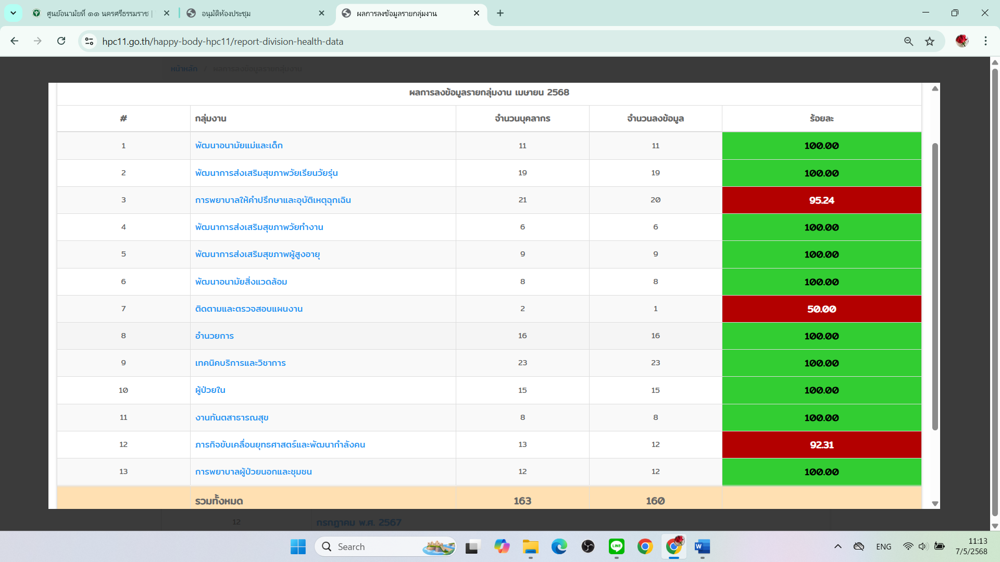 ศูนย์อนามัยที่ ๑๑ นครศรีธรรมราช |
อนุมัติห้องประชุม
ผลการลงข้อมูลรายกลุ่มงาน
hpc11.go.th/happy-body-hpc11/report-division-health-data
หน้าหลัก / ผลการลงข้อมูลรายกลุ่มงาน
ผลการลงข้อมูลรายกลุ่มงาน เมษายน 2568
# กลุ่มงาน จำนวนบุคลากร จำนวนลงข้อมูล ร้อยละ
1 พัฒนาอนามัยแม่และเด็ก 11 11 100.00
2 พัฒนาการส่งเสริมสุขภาพวัยเรียนวัยรุ่น 19 19 100.00
3 การพยาบาลให้คำปรึกษาและอุบัติเหตุฉุกเฉิน 21 20 95.24
4 พัฒนาการส่งเสริมสุขภาพวัยทำงาน 6 6 100.00
5 พัฒนาการส่งเสริมสุขภาพผู้สูงอายุ 9 9 100.00
6 พัฒนาอนามัยสิ่งแวดล้อม 8 8 100.00
7 ติดตามและตรวจสอบแผนงาน 2 1 50.00
8 อำนวยการ 16 16 100.00
9 เทคนิคบริการและวิชาการ 23 23 100.00
10 ผู้ป่วยใน 15 15 100.00
11 งานทันตสาธารณสุข 8 8 100.00
12 ภารกิจขับเคลื่อนยุทธศาสตร์และพัฒนากำลังคน 13 12 92.31
13 การพยาบาลผู้ป่วยนอกและชุมชน 12 12 100.00
รวมทั้งหมด 163 160
12 กรกฎาคม พ.ศ. 2567
Search
ENG
11:13
7/5/2568